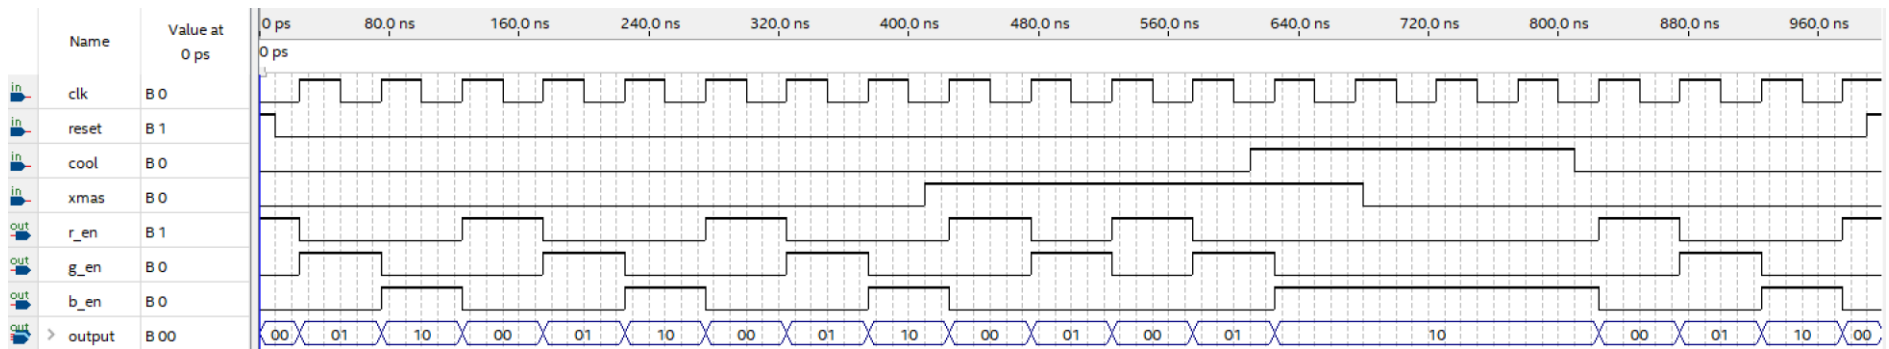 Name
Value at
0 ps
0 ps 80.0 ns 160.0 ns 240.0 ns 320.0 ns 400.0 ns 480.0 ns 560.0 ns 640.0 ns 720.0 ns 800.0 ns 880.0 ns 960.0 ns
0 ps
in clk B 0
in reset B 1
in cool B 0
in xmas B 0
out r_en B 1
out g_en B 0
out b_en B 0
out > output B 00 00 01 10 00 01 10 00 01 10 00 01 00 01 10 00 01 10 00